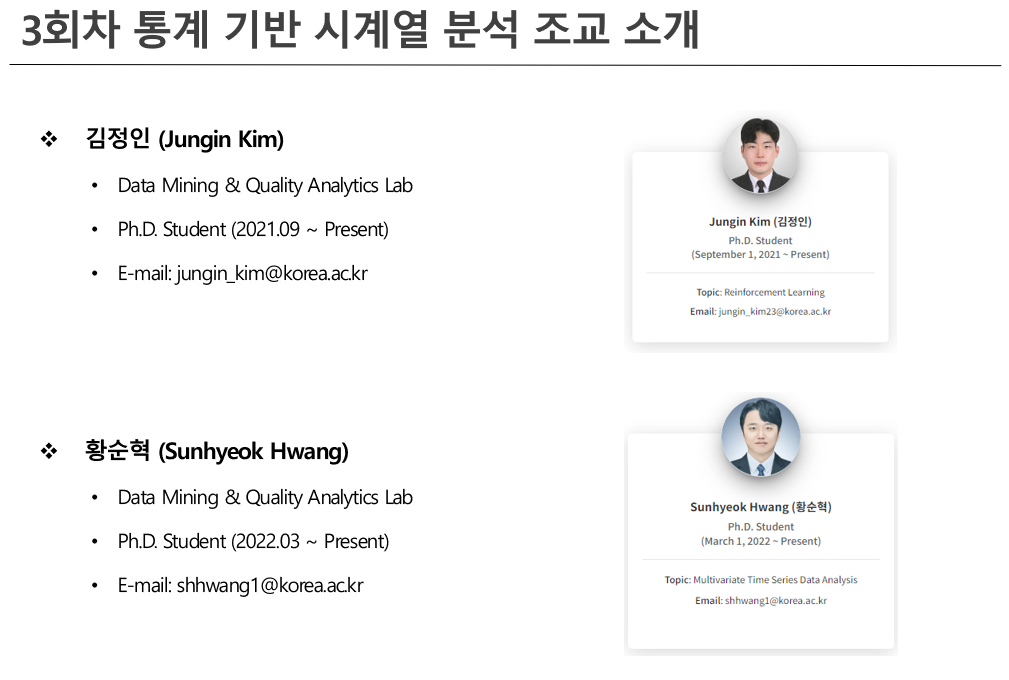 3회차 통계 기반 시계열 분석 조교 소개
❖ 김정인 (Jungin Kim)
• Data Mining & Quality Analytics Lab
• Ph.D. Student (2021.09 ~ Present)
• E-mail: jungin_kim@korea.ac.kr
Jungin Kim (김정인)
Ph.D. Student
(September 1, 2021 ~ Present)
Topic: Reinforcement Learning
Email: jungin_kim23@korea.ac.kr
❖ 황순혁 (Sunhyeok Hwang)
• Data Mining & Quality Analytics Lab
• Ph.D. Student (2022.03 ~ Present)
• E-mail: shhwang1@korea.ac.kr
Sunhyeok Hwang (황순혁)
Ph.D. Student
(March 1, 2022 ~ Present)
Topic: Multivariate Time Series Data Analysis
Email: shhwang1@korea.ac.kr